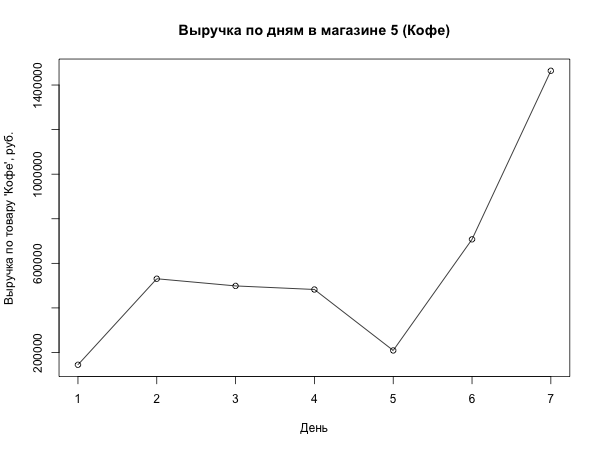 Выручка по дням в магазине 5 (Кофе)
Выручка по товару 'Кофе', руб.
1400000
1000000
600000
200000
1 2 3 4 5 6 7
День